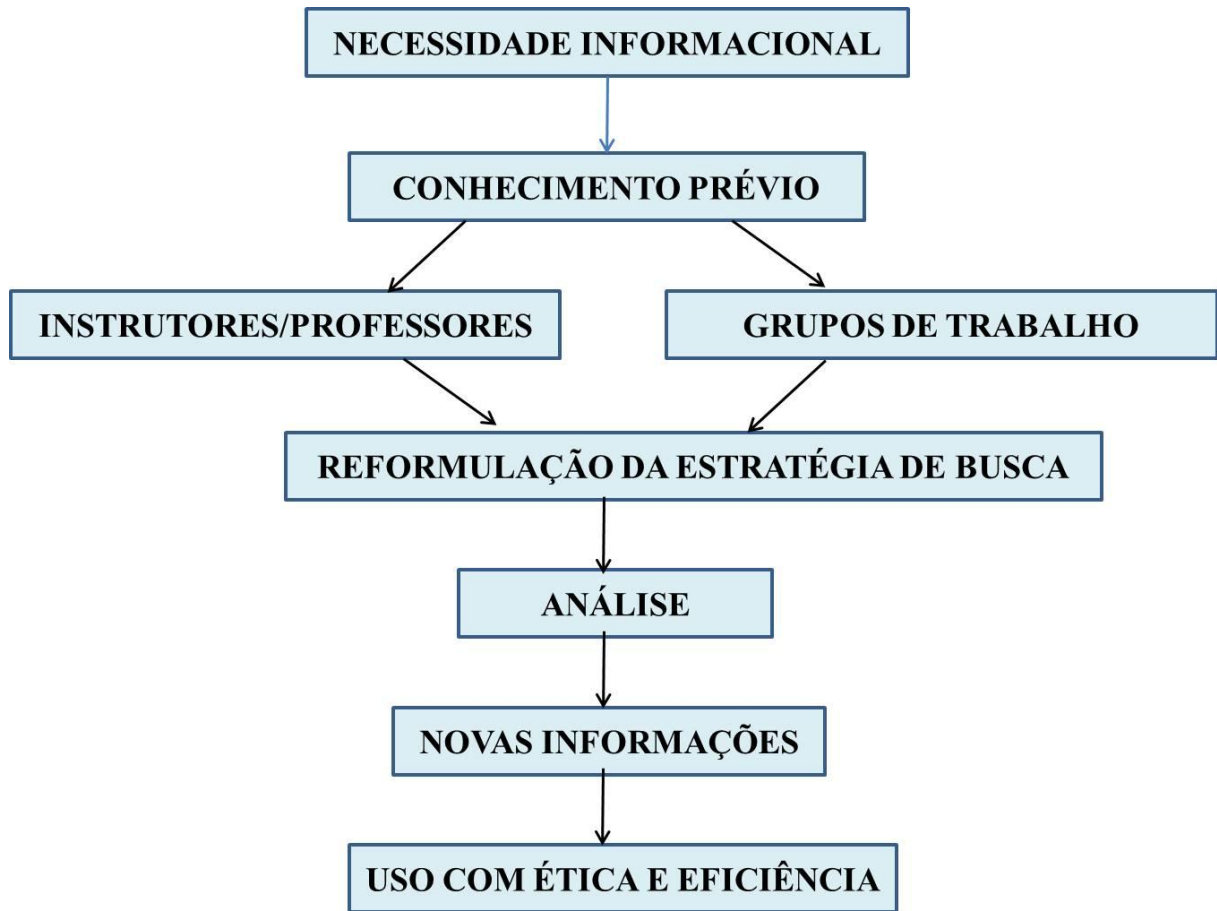 NECESSIDADE INFORMACIONAL
CONHECIMENTO PRÉVIO
INSTRUTORES/PROFESSORES
GRUPOS DE TRABALHO
REFORMULAÇÃO DA ESTRATÉGIA DE BUSCA
ANÁLISE
NOVAS INFORMAÇÕES
USO COM ÉTICA E EFICIÊNCIA